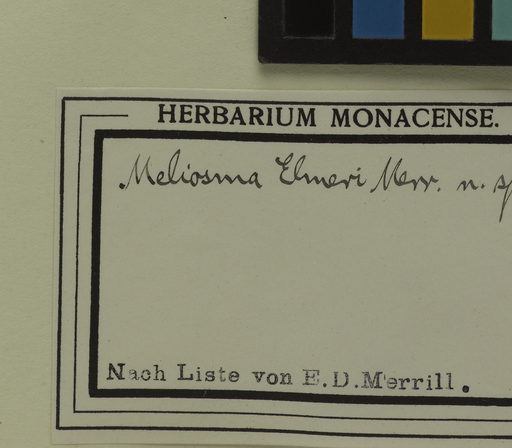 HERBARIUM MONACENSE.
Meliosma Elmeri Merr. n. sp
Nach Liste von E.D.Merrill.